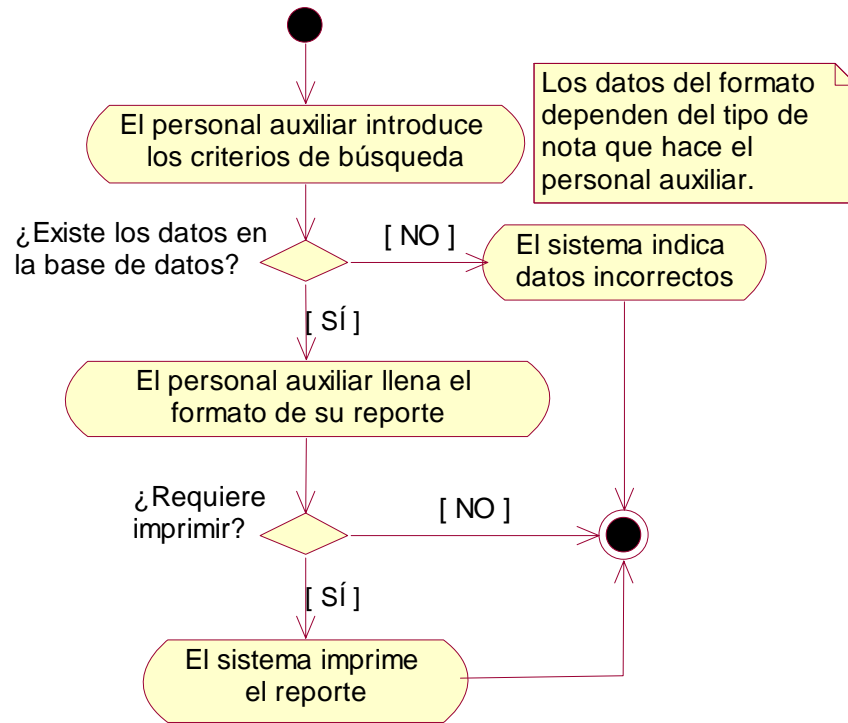 El personal auxiliar introduce
los criterios de búsqueda
Los datos del formato
dependen del tipo de
nota que hace el
personal auxiliar.
¿Existe los datos en
la base de datos?
[ NO ]
El sistema indica
datos incorrectos
[ SÍ ]
El personal auxiliar llena el
formato de su reporte
¿Requiere
imprimir?
[ NO ]
[ SÍ ]
El sistema imprime
el reporte